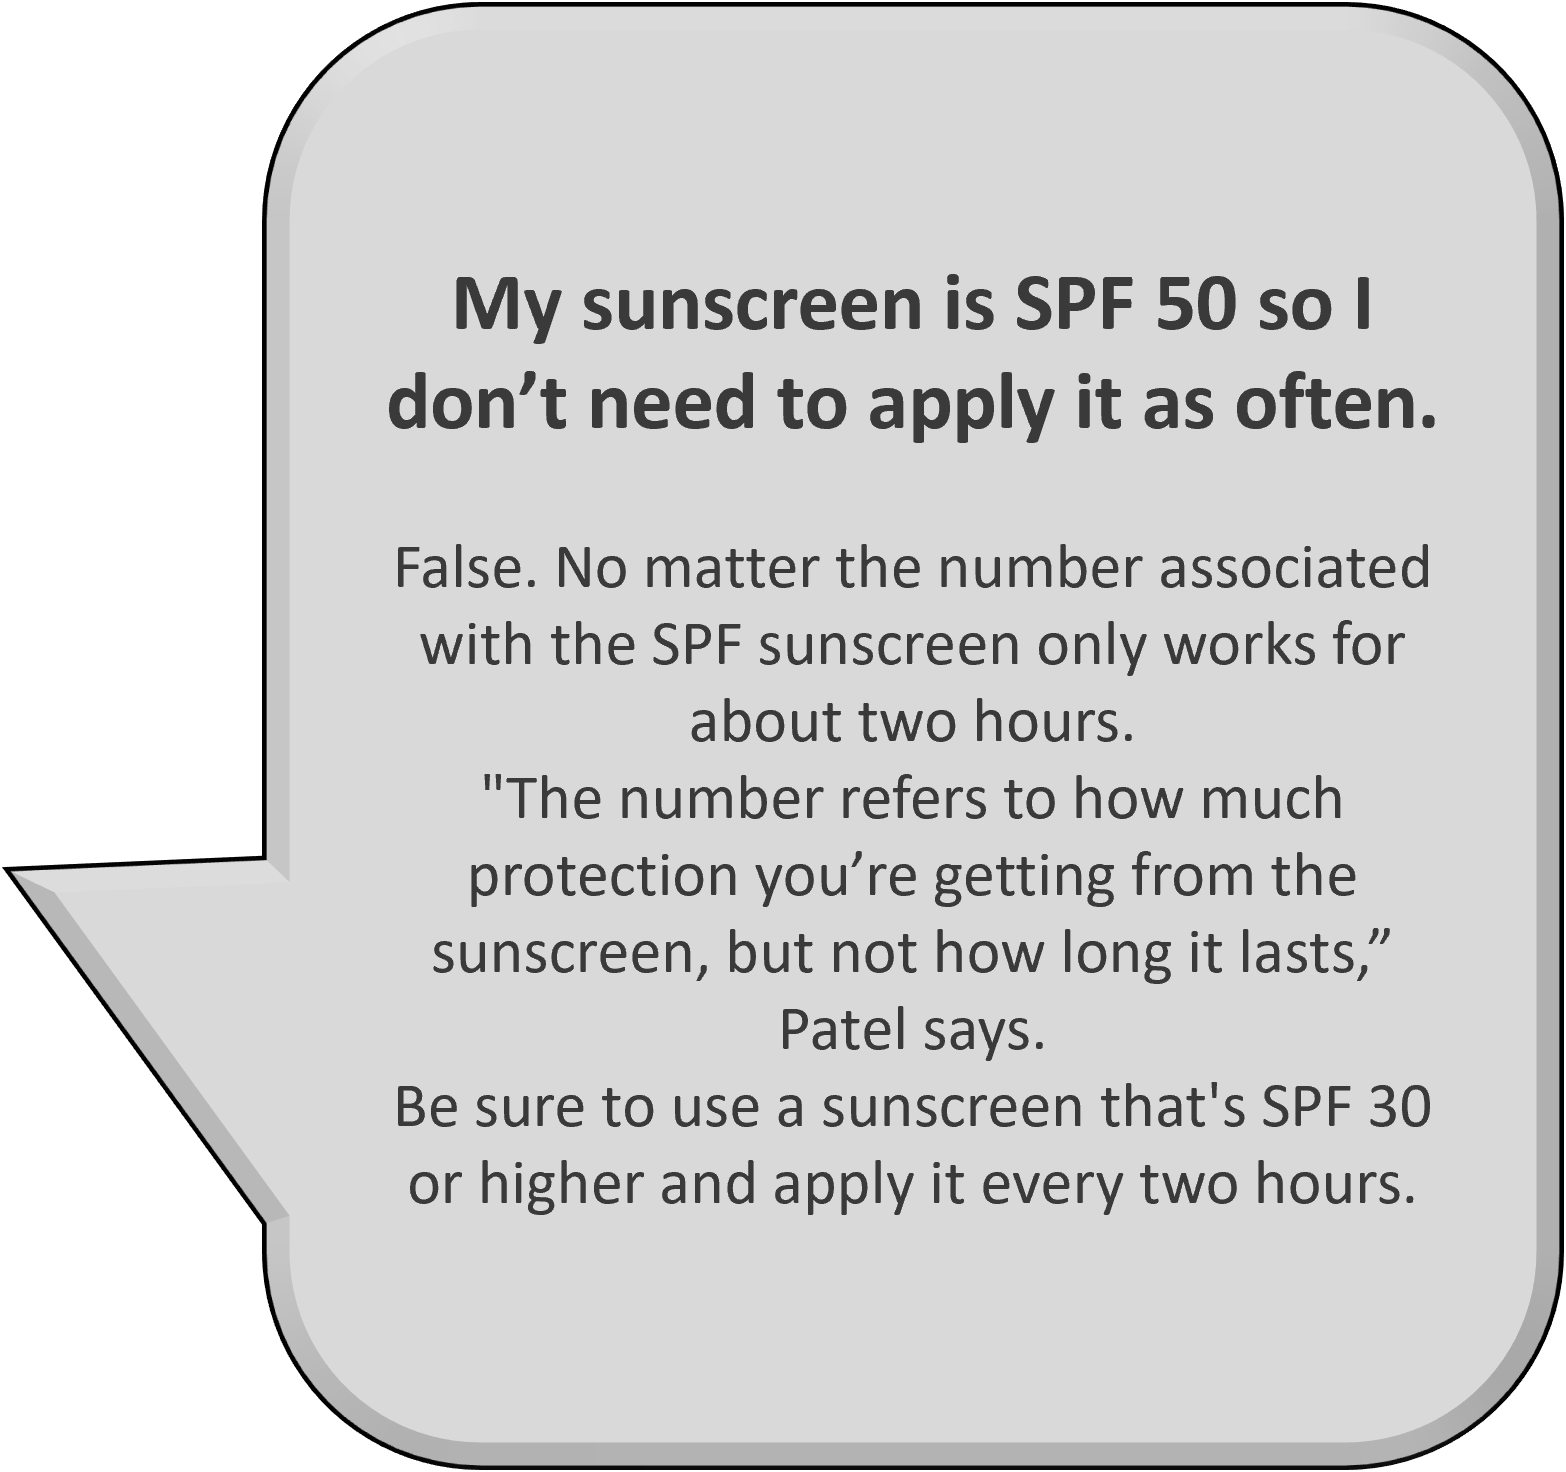 My sunscreen is SPF 50 so I
don’t need to apply it as often.
False. No matter the number associated
with the SPF sunscreen only works for
about two hours.
"The number refers to how much
protection you’re getting from the
sunscreen, but not how long it lasts,”
Patel says.
Be sure to use a sunscreen that's SPF 30
or higher and apply it every two hours.